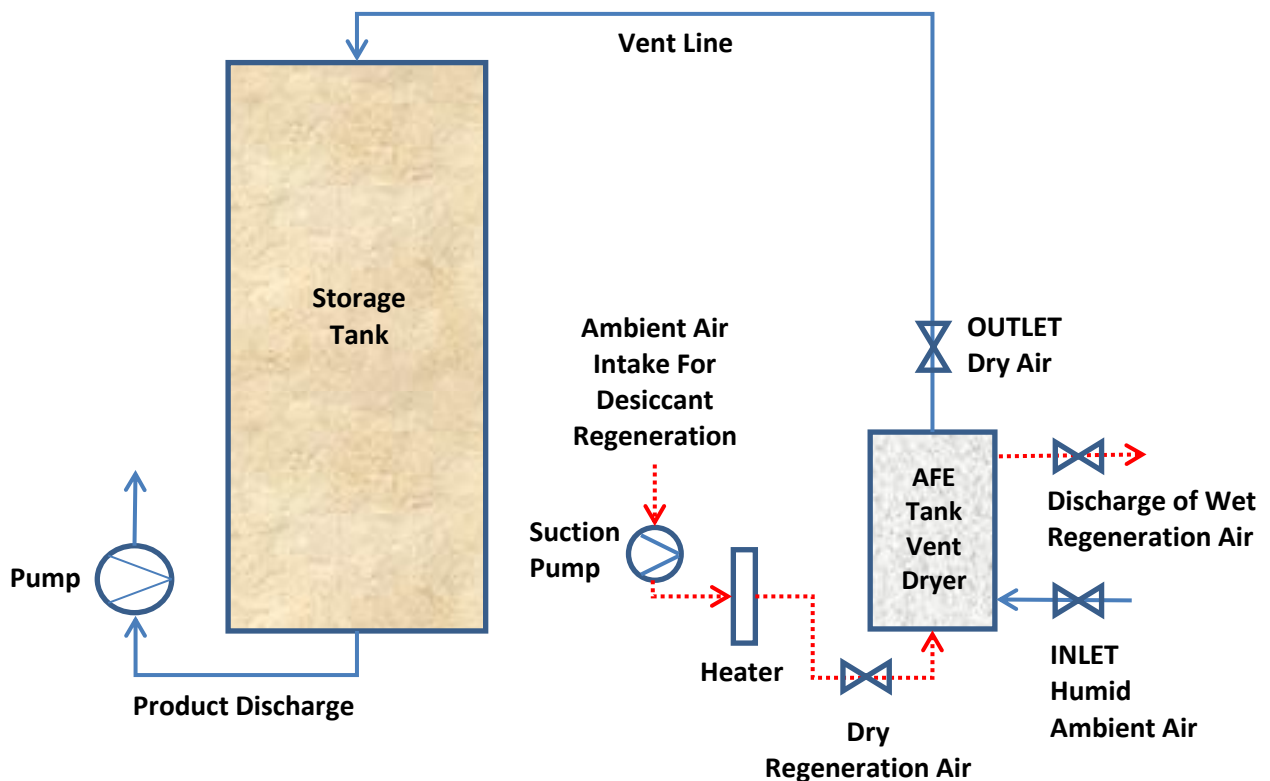 Vent Line
Storage
Tank
Ambient Air
Intake For
Desiccant
Regeneration
OUTLET
Dry Air
AFE
Tank
Vent
Dryer
Discharge of Wet
Regeneration Air
Suction
Pump
Pump
Heater
INLET
Humid
Ambient Air
Product Discharge
Dry
Regeneration Air